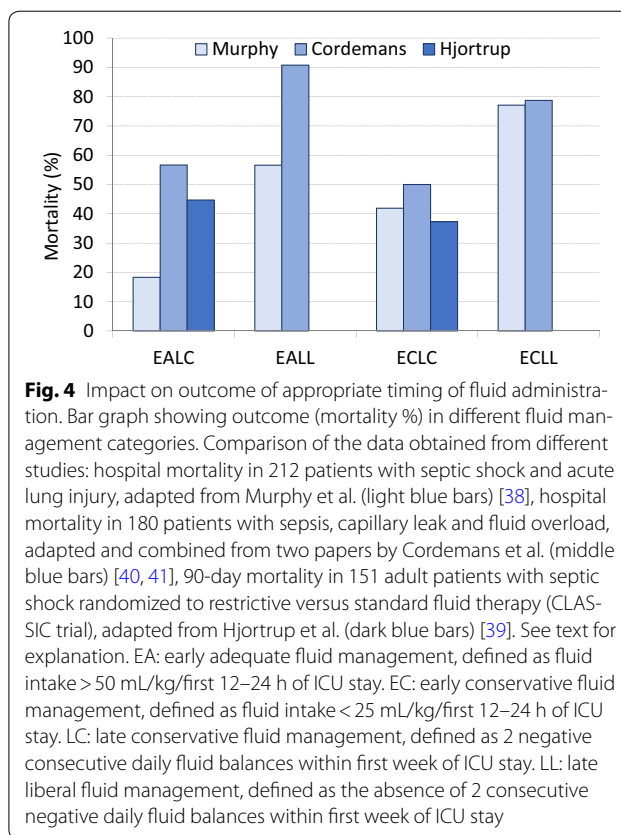 100
90
80
70
60
50
40
30
20
10
0
Mortality (%)
Murphy Cordemans Hjortrup
EALC EALL ECLC ECLL
Fig. 4 Impact on outcome of appropriate timing of fluid administra-
tion. Bar graph showing outcome (mortality %) in different fluid man-
agement categories. Comparison of the data obtained from different
studies: hospital mortality in 212 patients with septic shock and acute
lung injury, adapted from Murphy et al. (light blue bars) [38], hospital
mortality in 180 patients with sepsis, capillary leak and fluid overload,
adapted and combined from two papers by Cordemans et al. (middle
blue bars) [40, 41], 90-day mortality in 151 adult patients with septic
shock randomized to restrictive versus standard fluid therapy (CLAS-
SIC trial), adapted from Hjortrup et al. (dark blue bars) [39]. See text for
explanation. EA: early adequate fluid management, defined as fluid
intake > 50 mL/kg/first 12–24 h of ICU stay. EC: early conservative fluid
management, defined as fluid intake < 25 mL/kg/first 12–24 h of ICU
stay. LC: late conservative fluid management, defined as 2 negative
consecutive daily fluid balances within first week of ICU stay. LL: late
liberal fluid management, defined as the absence of 2 consecutive
negative daily fluid balances within first week of ICU stay